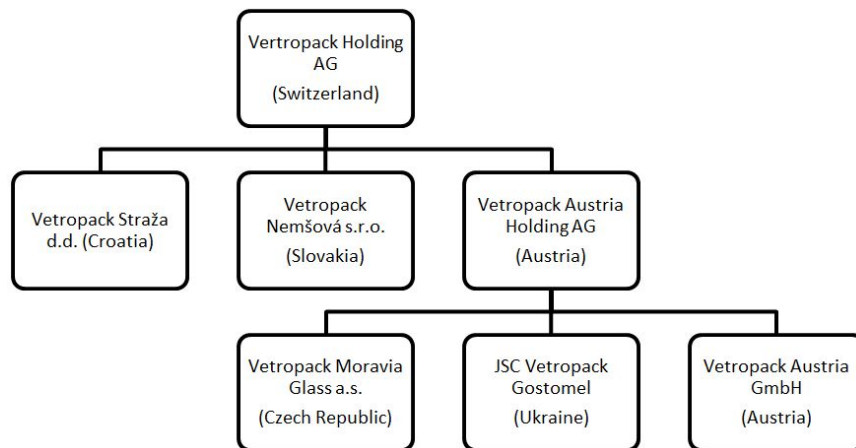 Vertropack Holding
AG
(Switzerland)
Vetropack Straža
d.d. (Croatia)
Vetropack
Nemšová s.r.o.
(Slovakia)
Vetropack Austria
Holding AG
(Austria)
Vetropack Moravia
Glass a.s.
(Czech Republic)
JSC Vetropack
Gostomel
(Ukraine)
Vetropack Austria
GmbH
(Austria)